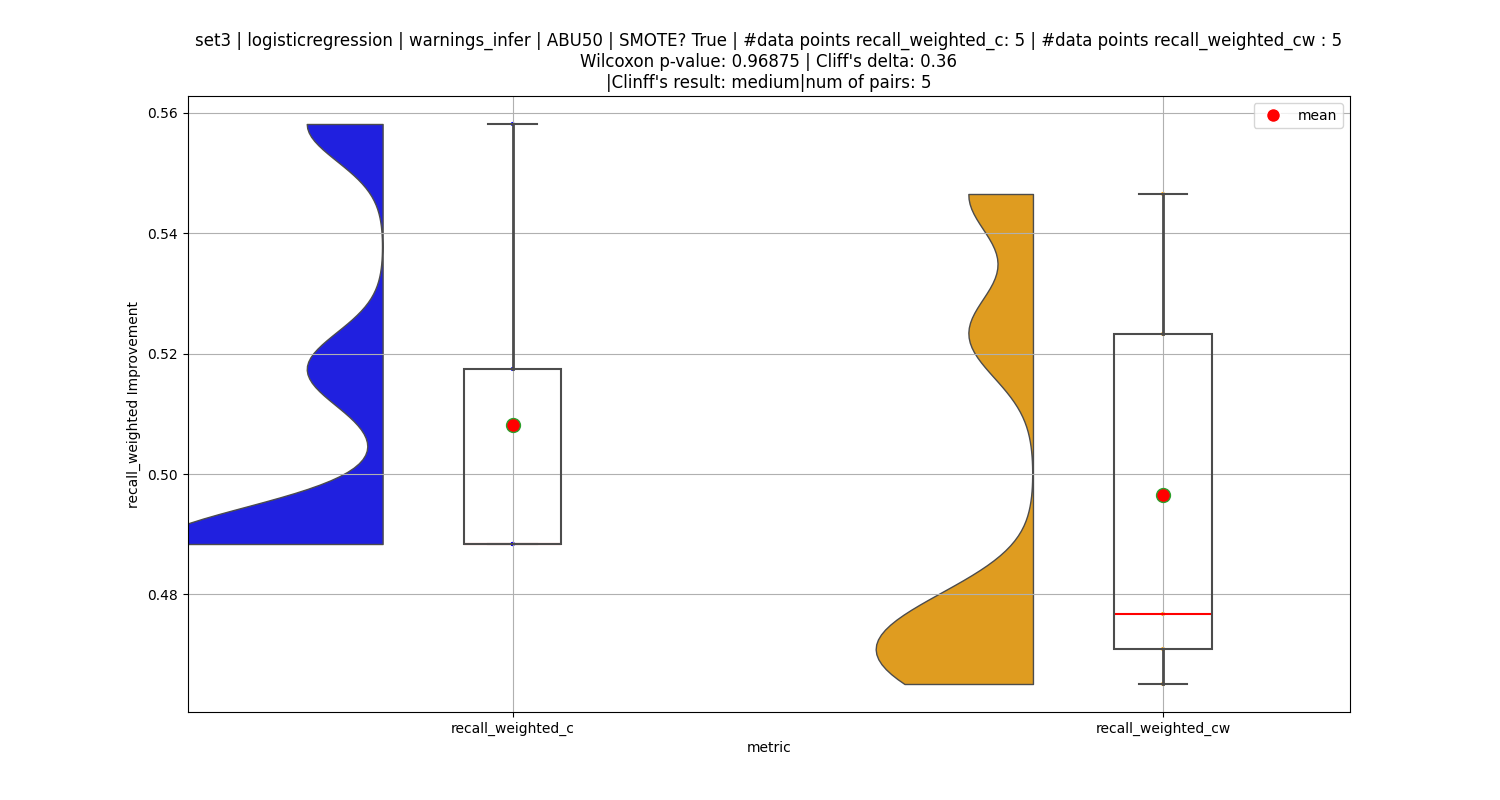 set3 | logisticregression | warnings_infer | ABU50 | SMOTE? True | #data points recall_weighted_c: 5 | #data points recall_weighted_cw : 5
Wilcoxon p-value: 0.96875 | Cliff's delta: 0.36
|Clinff's result: medium|num of pairs: 5
mean
0.56
0.54
0.52
0.50
0.48
recall_weighted Improvement
recall_weighted_c
recall_weighted_cw
metric